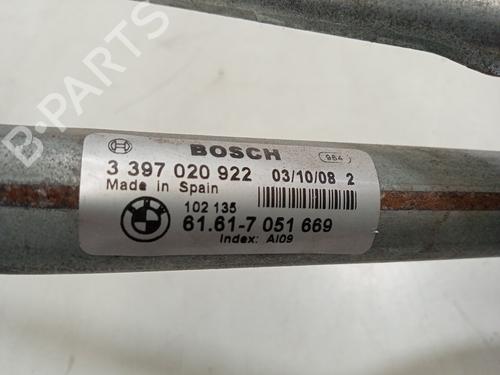 B-PARTS
BOSCH 984
3 397 020 922 03/10/08 2
Made in Spain
102 135
61.61-7 051 669
Index: AI09